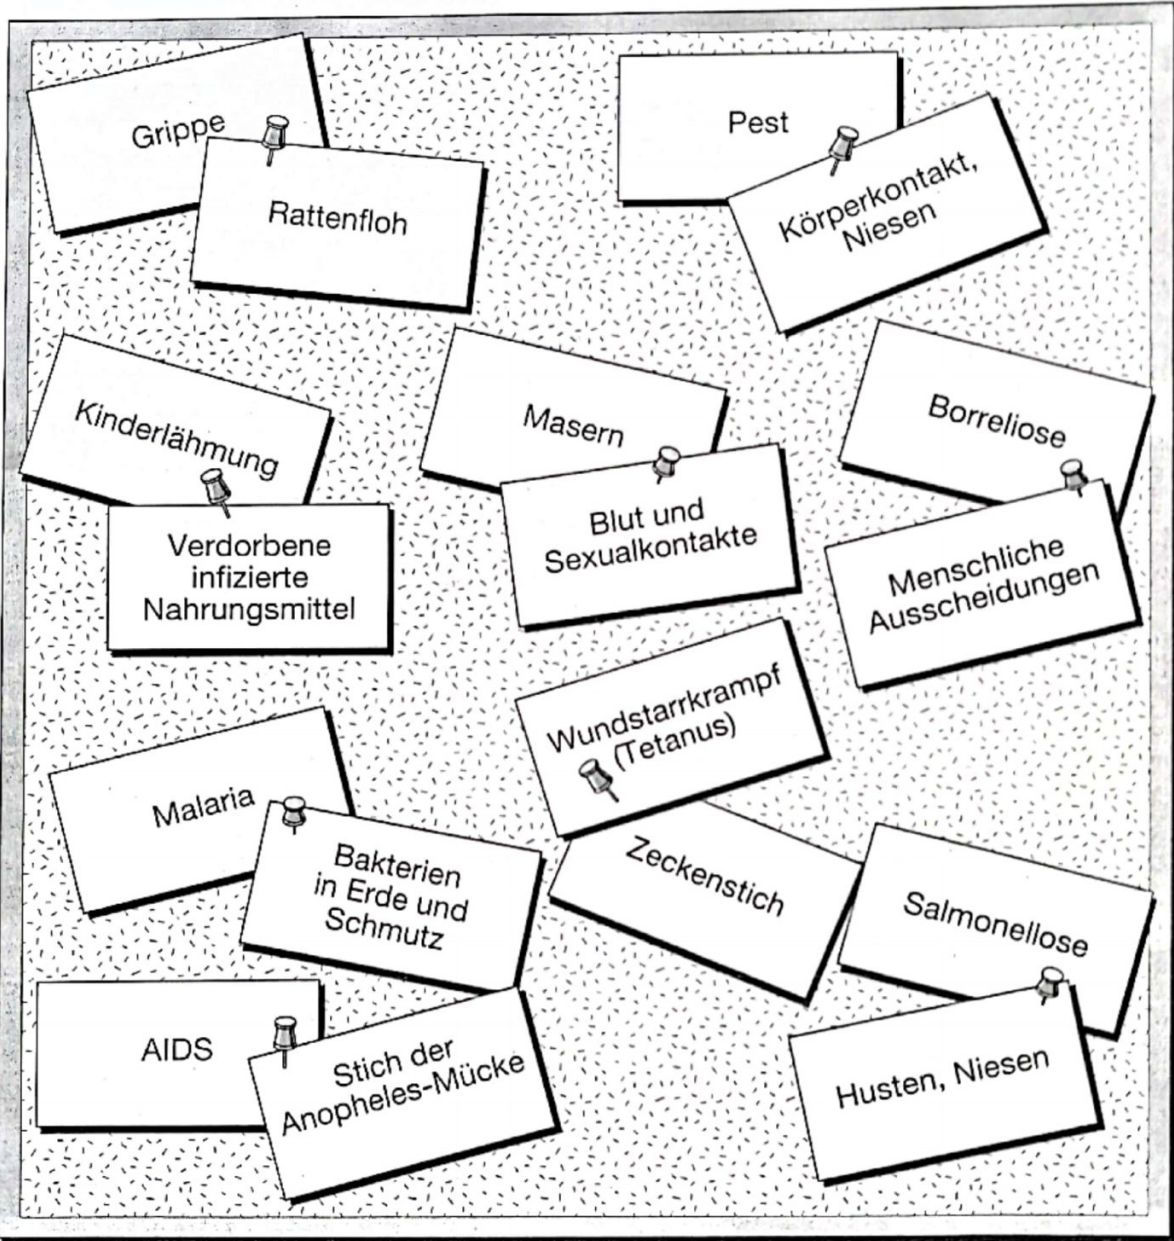 Grippe
Rattenfloh
Pest
Körperkontakt,
Niesen
Kinderlähmung
Verdorbene
infizierte
Nahrungsmittel
Masern
Blut und
Sexualkontakte
Borreliose
Menschliche
Ausscheidungen
Malaria
Bakterien
in Erde und
Schmutz
Wundstarrkrampf
(Tetanus)
Zeckenstich
Salmonellose
Husten, Niesen
AIDS
Stich der
Anopheles-Mücke